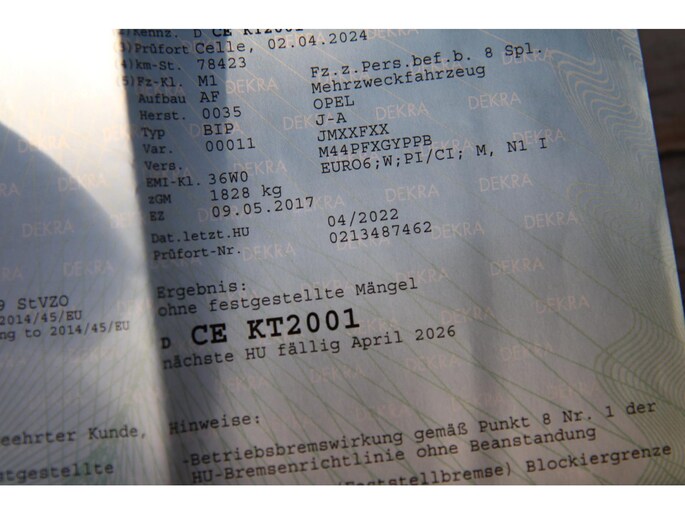 (2)Kennz. D CE KT2001
(3)Prüfort Celle, 02.04.2024
(4)km-St. 78423
(5)Fz-Kl. M1 Fz.z.Pers.bef.b. 8 Spl.
Aufbau AF Mehrzweckfahrzeug
Herst. 0035 OPEL
Typ BIP J-A
Var. 00011 JMXXFXX
Vers. M44PFXGYPPB
EMI-Kl. 36W0 EURO6;W;PI/CI; M, N1 I
zGM 1828 kg
EZ 09.05.2017
Dat.letzt.HU 04/2022
Prüfort-Nr. 0213487462
Ergebnis:
ohne festgestellte Mängel
D CE KT2001
nächste HU fällig April 2026
Hinweise:
-Betriebsbremswirkung gemäß Punkt 8 Nr. 1 der
HU-Bremsenrichtlinie ohne Beanstandung
(Feststellbremse) Blockiergrenze
9 StVZO
2014/45/EU
ng to 2014/45/EU
eehrter Kunde,
stgestellte
DEKRA